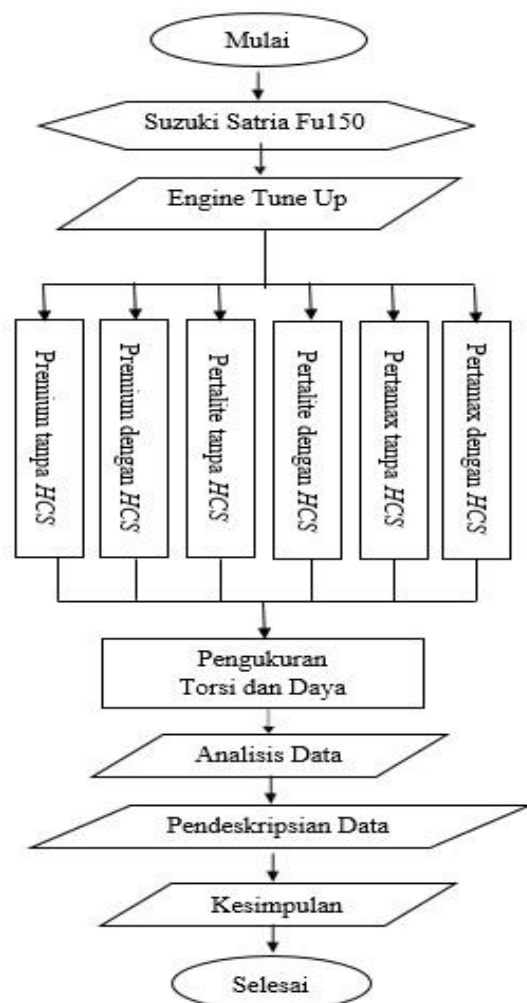 Mulai
Suzuki Satria Fu150
Engine Tune Up
Premium tanpa HCS
Premium dengan HCS
Pertalite tanpa HCS
Pertalite dengan HCS
Pertamax tanpa HCS
Pertamax dengan HCS
Pengukuran
Torsi dan Daya
Analisis Data
Pendeskripsian Data
Kesimpulan
Selesai